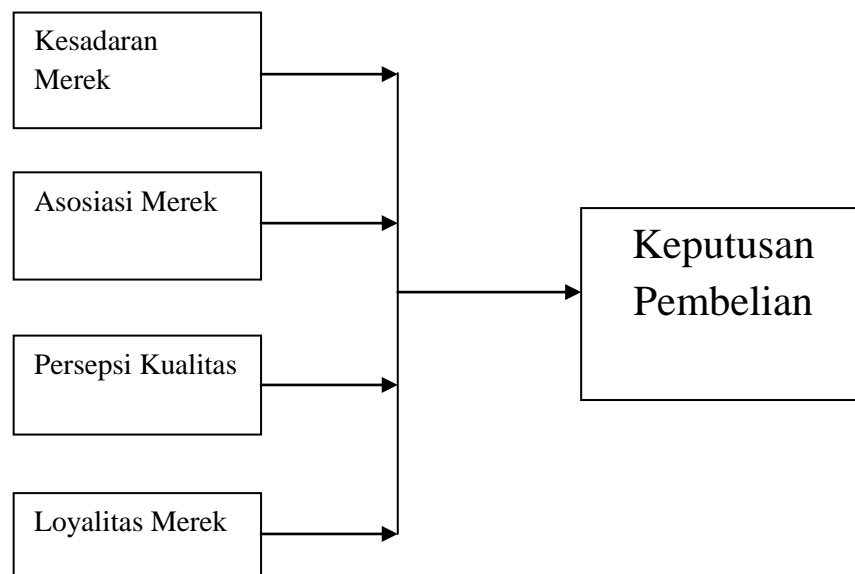 Kesadaran
Merek
Asosiasi Merek
Keputusan
Pembelian
Persepsi Kualitas
Loyalitas Merek